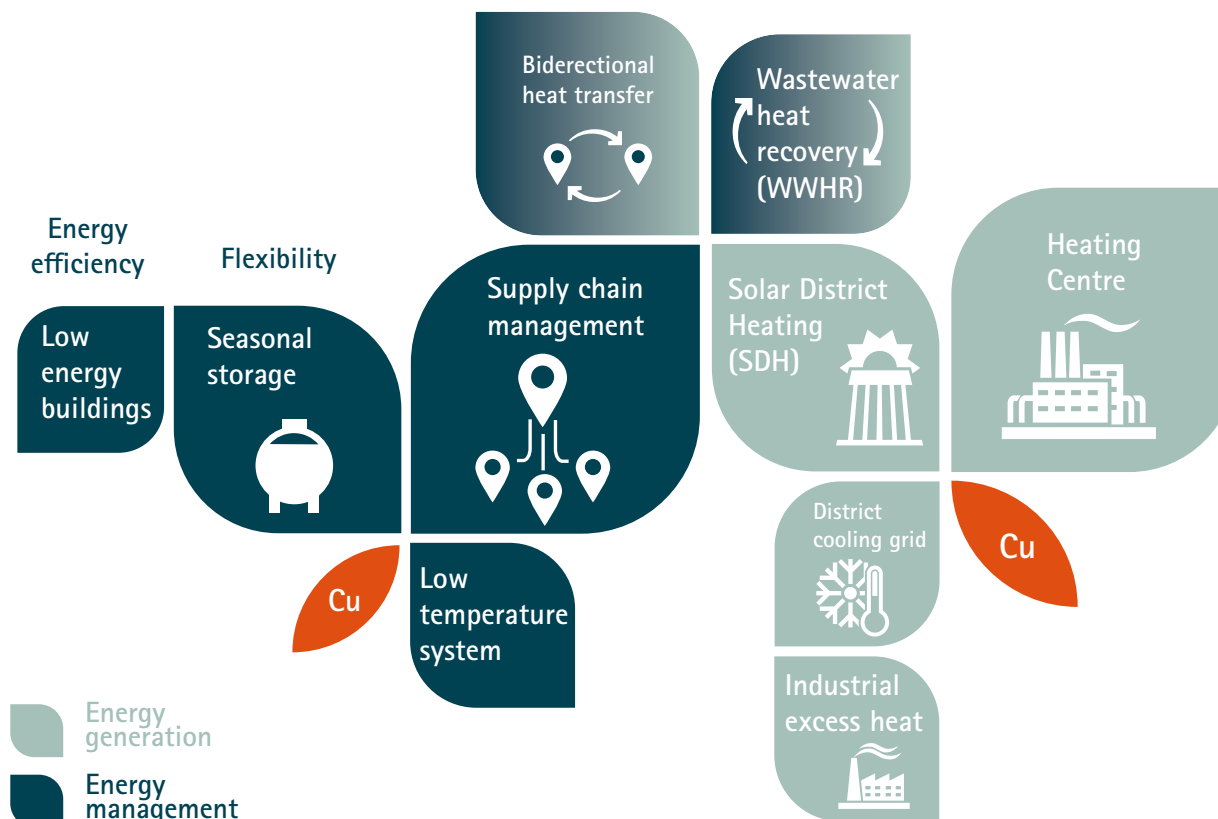 Biderectional
heat transfer
Wastewater
heat
recovery
(WWHR)
Energy
efficiency
Flexibility
Low
energy
buildings
Seasonal
storage
Supply chain
management
Solar District
Heating
(SDH)
Heating
Centre
District
cooling grid
Cu
Cu
Low
temperature
system
Industrial
excess heat
Energy
generation
Energy
management